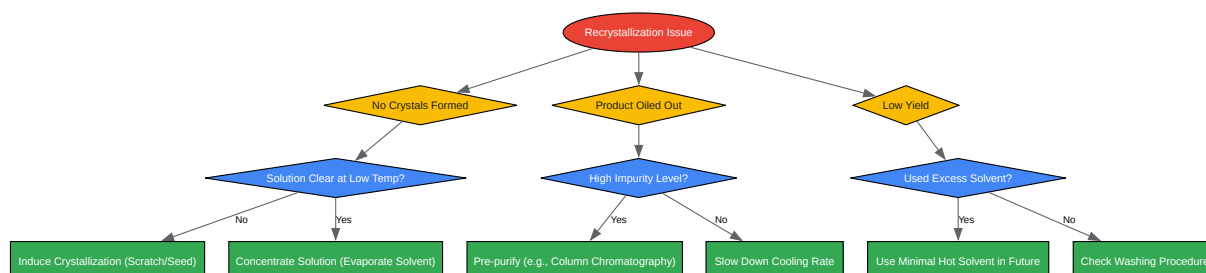 Recrystallization Issue
No Crystals Formed
Product Oiled Out
Low Yield
Solution Clear at Low Temp?
High Impurity Level?
Used Excess Solvent?
No
Yes
Yes
No
Yes
No
Induce Crystallization (Scratch/Seed)
Concentrate Solution (Evaporate Solvent)
Pre-purify (e.g., Column Chromatography)
Slow Down Cooling Rate
Use Minimal Hot Solvent in Future
Check Washing Procedure